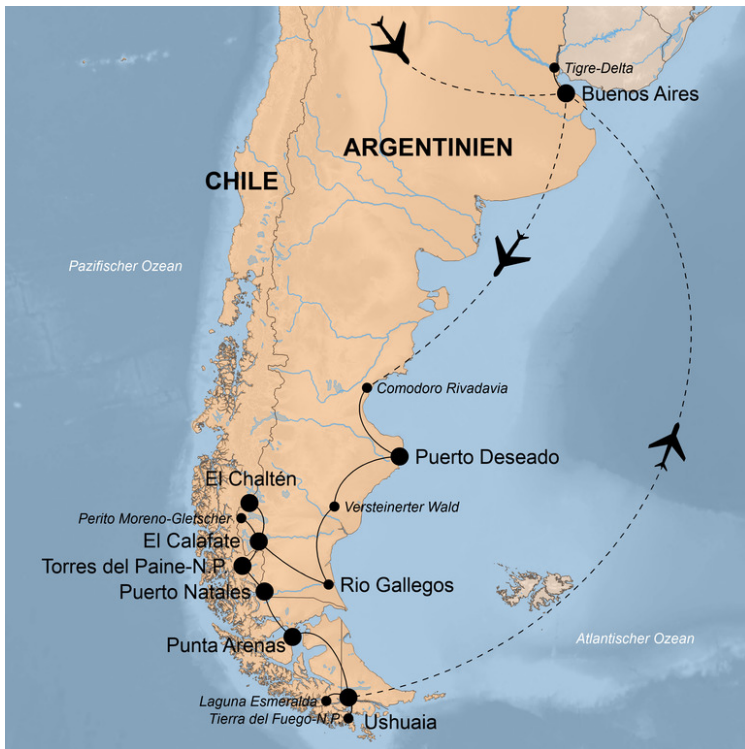 Tigre-Delta
Buenos Aires
ARGENTINIEN
CHILE
Pazifischer Ozean
Comodoro Rivadavia
Puerto Deseado
El Chaltén
Versteinerter Wald
Perito Moreno-Gletscher
El Calafate
Torres del Paine-N.P.
Rio Gallegos
Puerto Natales
Punta Arenas
Atlantischer Ozean
Laguna Esmeralda
Tierra del Fuego-N.P.
Ushuaia